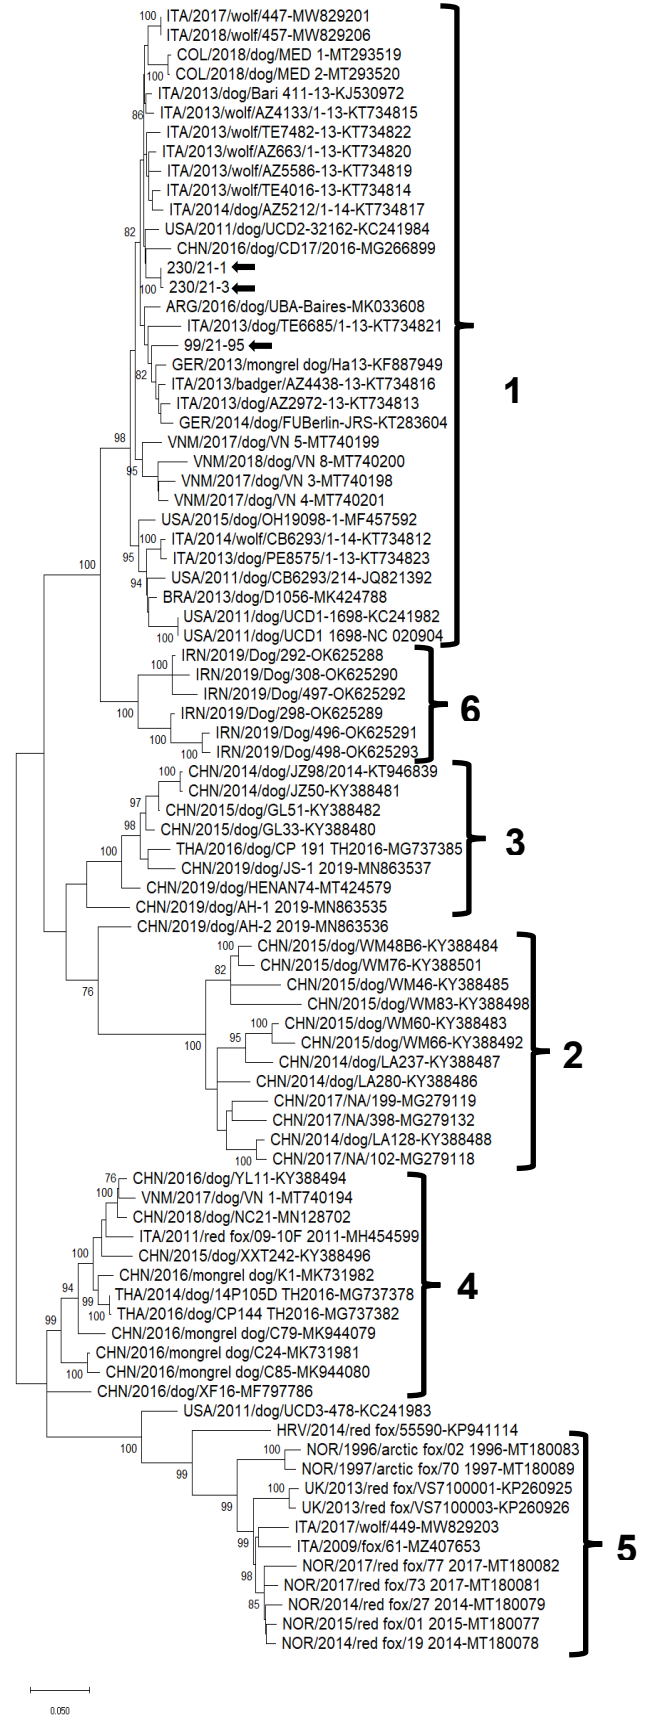 100 ITA/2017/wolf/447-MW829201
ITA/2018/wolf/457-MW829206
COL/2018/dog/MED 1-MT293519
100 COL/2018/dog/MED 2-MT293520
ITA/2013/dog/Bari 411-13-KJ530972
86 ITA/2013/wolf/AZ4133/1-13-KT734815
ITA/2013/wolf/TE7482-13-KT734822
ITA/2013/wolf/AZ663/1-13-KT734820
ITA/2013/wolf/AZ5586-13-KT734819
ITA/2013/wolf/TE4016-13-KT734814
ITA/2014/dog/AZ5212/1-14-KT734817
82 USA/2011/dog/UCD2-32162-KC241984
CHN/2016/dog/CD17/2016-MG266899
230/21-1
100 230/21-3
ARG/2016/dog/UBA-Baires-MK033608
ITA/2013/dog/TE6685/1-13-KT734821
99/21-95
GER/2013/mongrel dog/Ha13-KF887949
82 ITA/2013/badger/AZ4438-13-KT734816
1
ITA/2013/dog/AZ2972-13-KT734813
GER/2014/dog/FUBerlin-JRS-KT283604
98 VNM/2017/dog/VN 5-MT740199
VNM/2018/dog/VN 8-MT740200
95 VNM/2017/dog/VN 3-MT740198
VNM/2017/dog/VN 4-MT740201
USA/2015/dog/OH19098-1-MF457592
100 ITA/2014/wolf/CB6293/1-14-KT734812
95 ITA/2013/dog/PE8575/1-13-KT734823
100
94 USA/2011/dog/CB6293/214-JQ821392
BRA/2013/dog/D1056-MK424788
USA/2011/dog/UCD1-1698-KC241982
100 USA/2011/dog/UCD1 1698-NC 020904
IRN/2019/Dog/292-OK625288
100 IRN/2019/Dog/308-OK625290
IRN/2019/Dog/497-OK625292
6
100 IRN/2019/Dog/298-OK625289
IRN/2019/Dog/496-OK625291
100
100 IRN/2019/Dog/498-OK625293
100 CHN/2014/dog/JZ98/2014-KT946839
CHN/2014/dog/JZ50-KY388481
97 CHN/2015/dog/GL51-KY388482
98 CHN/2015/dog/GL33-KY388480
3
100 THA/2016/dog/CP 191 TH2016-MG737385
CHN/2019/dog/JS-1 2019-MN863537
CHN/2019/dog/HENAN74-MT424579
CHN/2019/dog/AH-1 2019-MN863535
CHN/2019/dog/AH-2 2019-MN863536
100 CHN/2015/dog/WM48B6-KY388484
82 CHN/2015/dog/WM76-KY388501
CHN/2015/dog/WM46-KY388485
76
CHN/2015/dog/WM83-KY388498
100 CHN/2015/dog/WM60-KY388483
95 CHN/2015/dog/WM66-KY388492
100
2
CHN/2014/dog/LA237-KY388487
CHN/2014/dog/LA280-KY388486
CHN/2017/NA/199-MG279119
CHN/2017/NA/398-MG279132
CHN/2014/dog/LA128-KY388488
100 CHN/2017/NA/102-MG279118
76 CHN/2016/dog/YL11-KY388494
100 VNM/2017/dog/VN 1-MT740194
CHN/2018/dog/NC21-MN128702
ITA/2011/red fox/09-10F 2011-MH454599
100 CHN/2015/dog/XXT242-KY388496
CHN/2016/mongrel dog/K1-MK731982
4
94 THA/2014/dog/14P105D TH2016-MG737378
99
100 THA/2016/dog/CP144 TH2016-MG737382
99 CHN/2016/mongrel dog/C79-MK944079
CHN/2016/mongrel dog/C24-MK731981
100 CHN/2016/mongrel dog/C85-MK944080
CHN/2016/dog/XF16-MF797786
USA/2011/dog/UCD3-478-KC241983
HRV/2014/red fox/55590-KP941114
100 100 NOR/1996/arctic fox/02 1996-MT180083
99 NOR/1997/arctic fox/70 1997-MT180089
100 UK/2013/red fox/VS7100001-KP260925
99 UK/2013/red fox/VS7100003-KP260926
ITA/2017/wolf/449-MW829203
99 ITA/2009/fox/61-MZ407653
5
98 NOR/2017/red fox/77 2017-MT180082
NOR/2017/red fox/73 2017-MT180081
85 NOR/2014/red fox/27 2014-MT180079
NOR/2015/red fox/01 2015-MT180077
NOR/2014/red fox/19 2014-MT180078
0.050